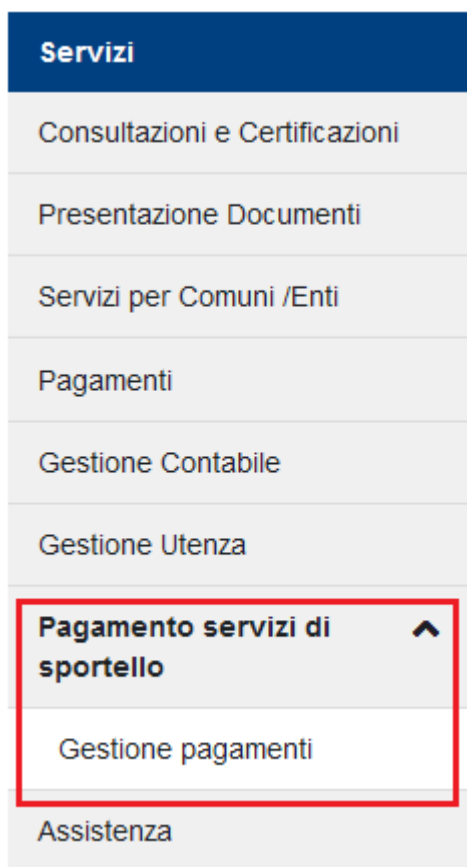 Servizi
Consultazioni e Certificazioni
Presentazione Documenti
Servizi per Comuni /Enti
Pagamenti
Gestione Contabile
Gestione Utenza
Pagamento servizi di
sportello
Gestione pagamenti
Assistenza